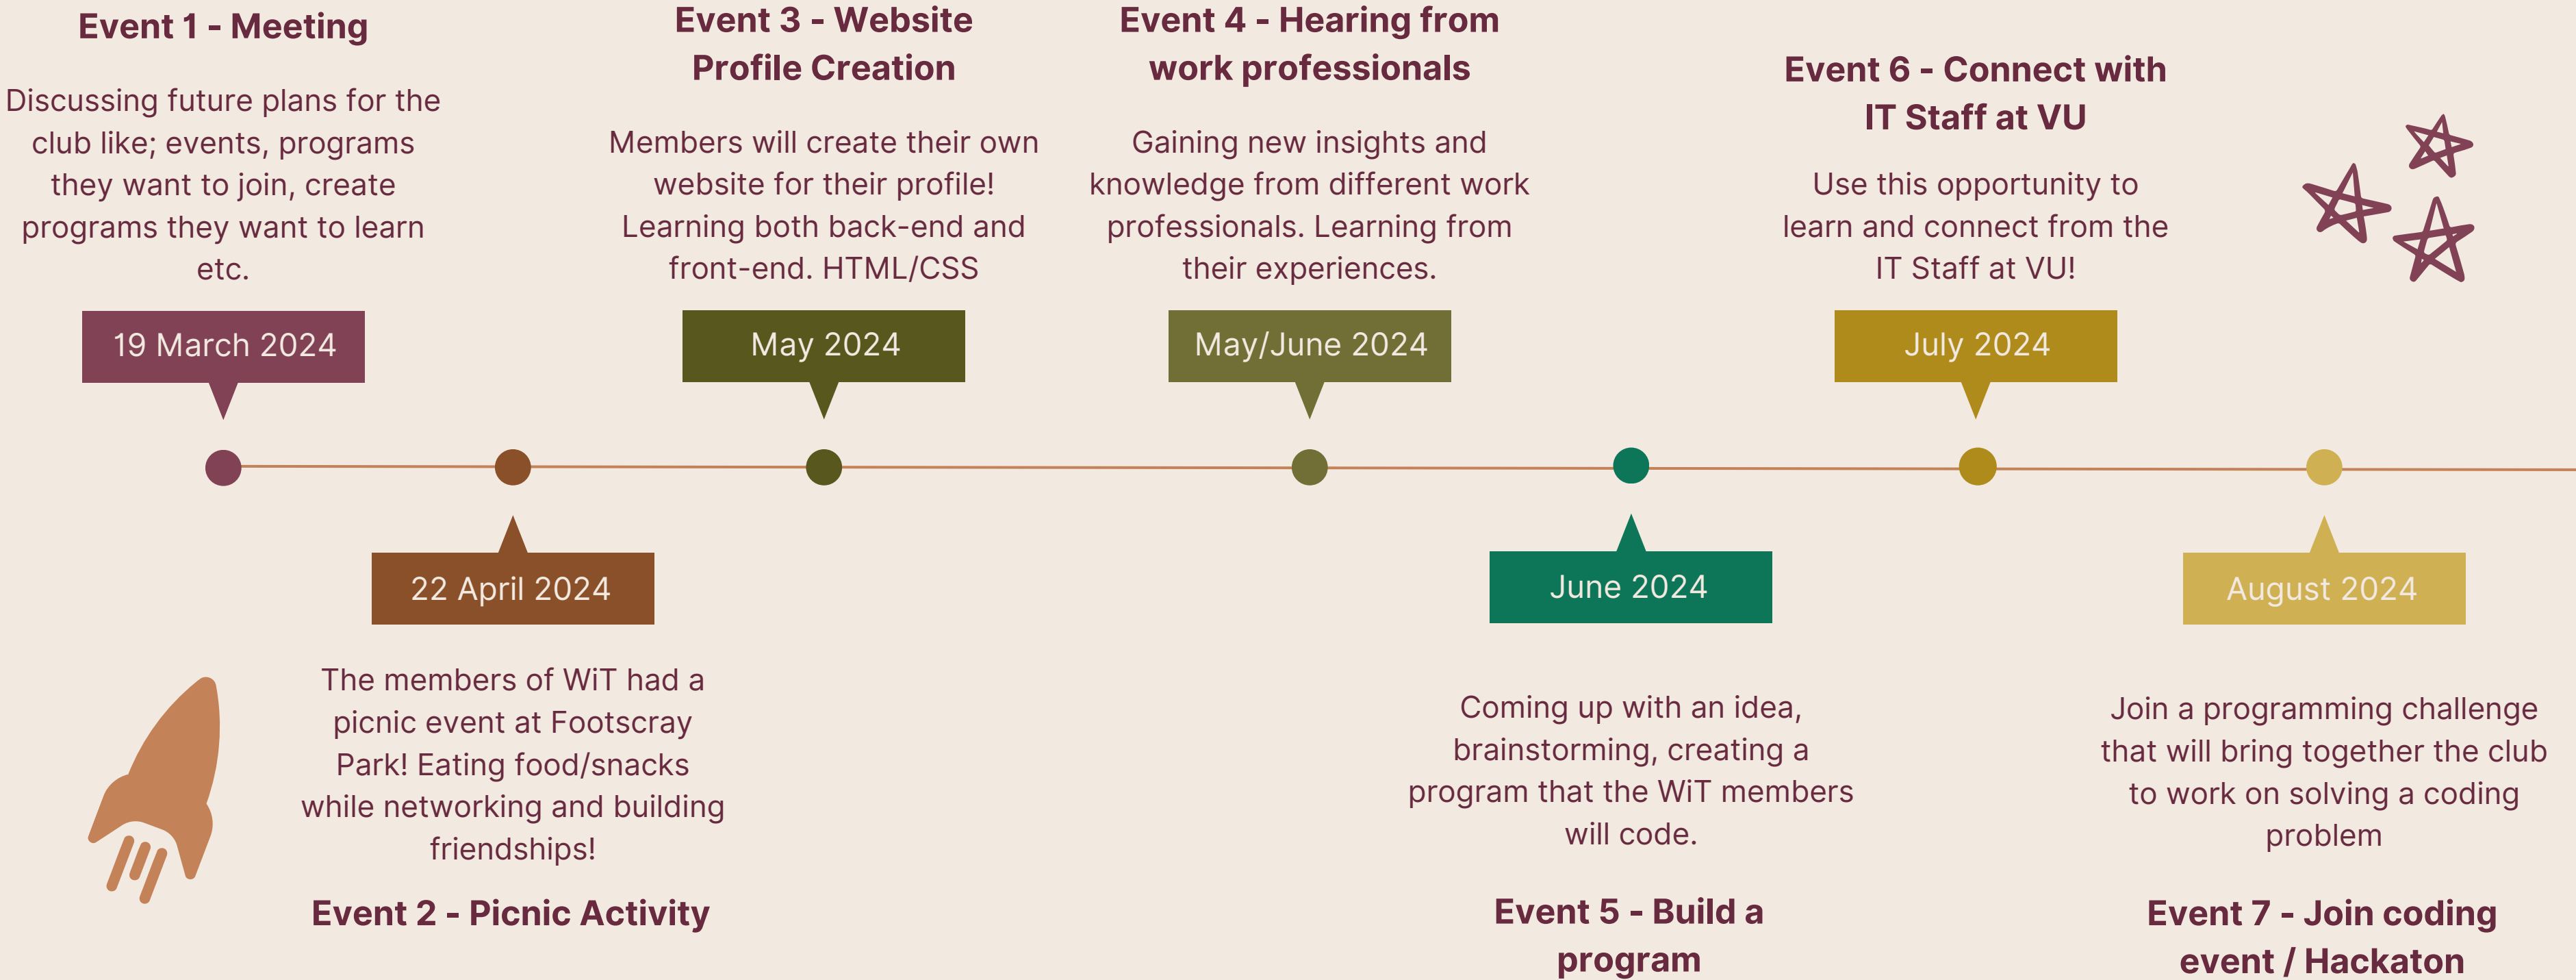 Event 1 - Meeting
Discussing future plans for the
club like; events, programs
they want to join, create
programs they want to learn
etc.
19 March 2024
22 April 2024
The members of WiT had a
picnic event at Footscray
Park! Eating food/snacks
while networking and building
friendships!
Event 2 - Picnic Activity
Event 3 - Website
Profile Creation
Members will create their own
website for their profile!
Learning both back-end and
front-end. HTML/CSS
May 2024
Event 4 - Hearing from
work professionals
Gaining new insights and
knowledge from different work
professionals. Learning from
their experiences.
May/June 2024
June 2024
Coming up with an idea,
brainstorming, creating a
program that the WiT members
will code.
Event 5 - Build a
program
Event 6 - Connect with
IT Staff at VU
Use this opportunity to
learn and connect from the
IT Staff at VU!
July 2024
August 2024
Join a programming challenge
that will bring together the club
to work on solving a coding
problem
Event 7 - Join coding
event / Hackaton